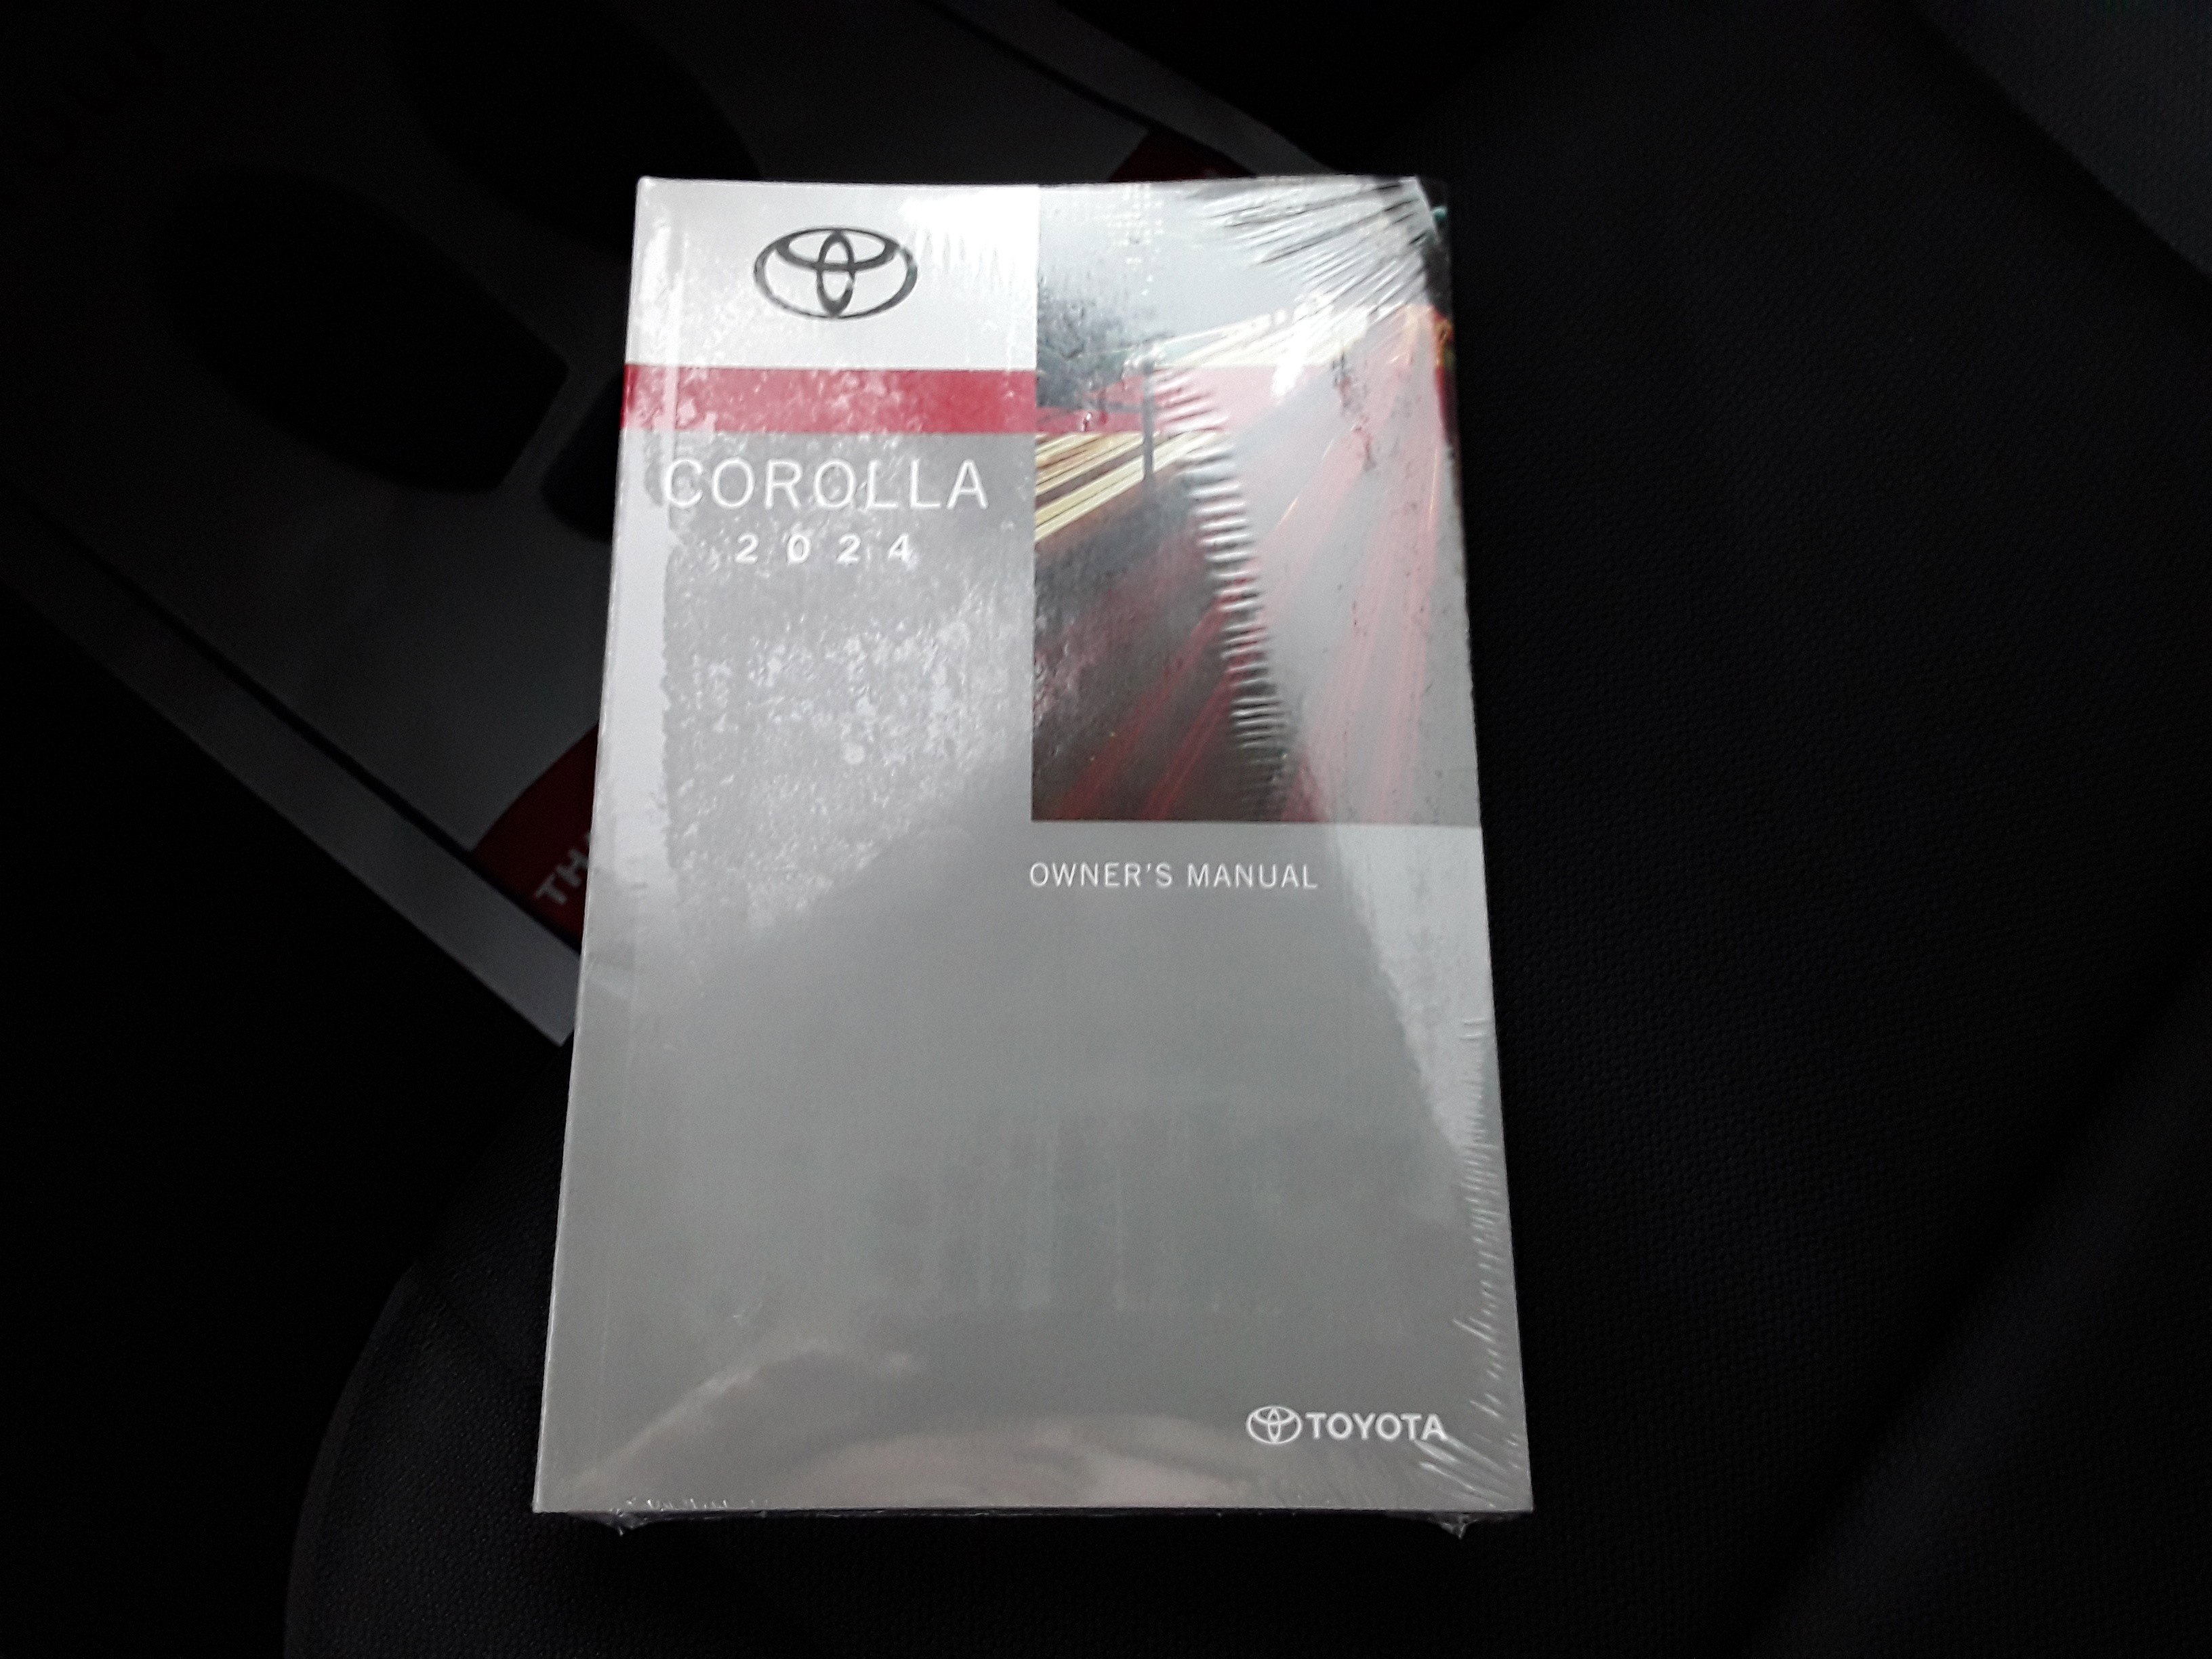 COROLLA
2024
OWNER'S MANUAL
TOYOTA